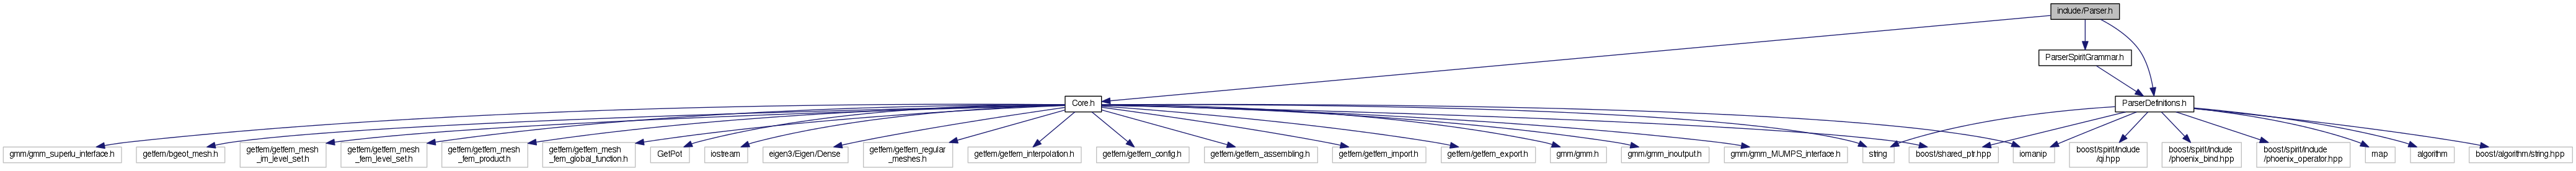 include/Parser.h
ParserSpiritGrammar.h
Core.h
ParserDefinitions.h
gmm/gmm_superlu_interface.h
getfem/bgeot_mesh.h
getfem/getfem_mesh
_im_level_set.h
getfem/getfem_mesh
_fem_level_set.h
getfem/getfem_mesh
_fem_product.h
getfem/getfem_mesh
_fem_global_function.h
GetPot
iostream
eigen3/Eigen/Dense
getfem/getfem_regular
_meshes.h
getfem/getfem_interpolation.h
getfem/getfem_config.h
getfem/getfem_assembling.h
getfem/getfem_import.h
getfem/getfem_export.h
gmm/gmm.h
gmm/gmm_inoutput.h
gmm/gmm_MUMPS_interface.h
string
boost/shared_ptr.hpp
iomanip
boost/spirit/include
/qi.hpp
boost/spirit/include
/phoenix_bind.hpp
boost/spirit/include
/phoenix_operator.hpp
map
algorithm
boost/algorithm/string.hpp